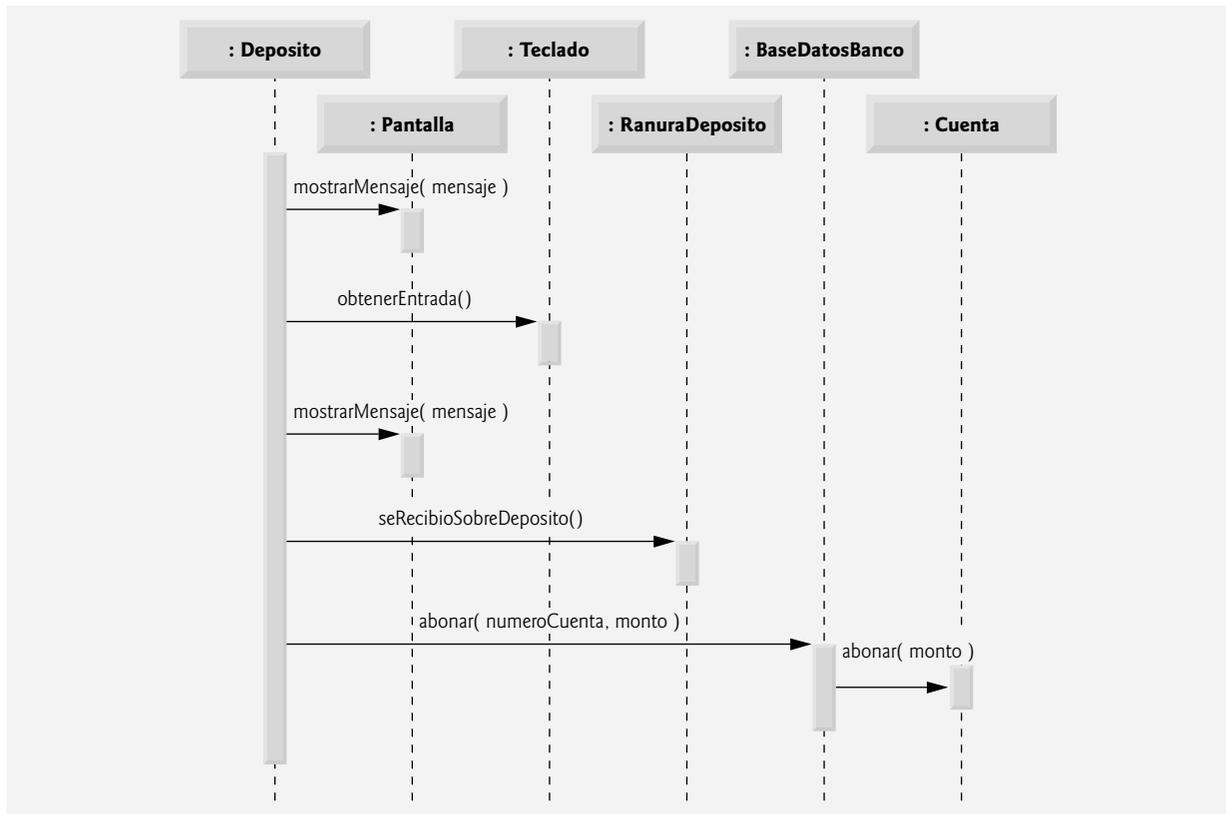 : Deposito
: Teclado
: BaseDatosBanco
: Pantalla
: RanuraDeposito
: Cuenta
mostrarMensaje( mensaje )
obtenerEntrada()
mostrarMensaje( mensaje )
seRecibioSobreDeposito()
abonar( numeroCuenta, monto )
abonar( monto )